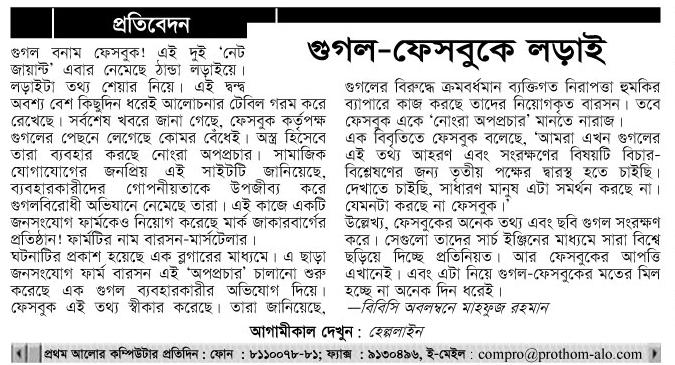 প্রতিবেদন
গুগল-ফেসবুকে লড়াই
গুগল বনাম ফেসবুক! এই দুই ‘নেট
জায়ান্ট’ এবার নেমেছে ঠান্ডা লড়াইয়ে।
লড়াইটা তথ্য শেয়ার নিয়ে। এই দ্বন্দ্ব
অবশ্য বেশ কিছুদিন ধরেই আলোচনার টেবিল গরম করে
রেখেছে। সর্বশেষ খবরে জানা গেছে, ফেসবুক কর্তৃপক্ষ
গুগলের পেছনে লেগেছে কোমর বেঁধেই। অস্ত্র হিসেবে
তারা ব্যবহার করছে নোংরা অপপ্রচার। সামাজিক
যোগাযোগের জনপ্রিয় এই সাইটটি জানিয়েছে,
ব্যবহারকারীদের গোপনীয়তাকে উপজীব্য করে
গুগলবিরোধী অভিযানে নেমেছে তারা। এই কাজে একটি
জনসংযোগ ফার্মকেও নিয়োগ করেছে মার্ক জাকারবার্গের
প্রতিষ্ঠান! ফার্মটির নাম বারসন-মার্সটেলার।
ঘটনাটির প্রকাশ হয়েছে এক ব্লগারের মাধ্যমে। এ ছাড়া
জনসংযোগ ফার্ম বারসন এই ‘অপপ্রচার’ চালানো শুরু
করেছে এক গুগল ব্যবহারকারীর অভিযোগ দিয়ে।
ফেসবুক এই তথ্য স্বীকার করেছে। তারা জানিয়েছে,
গুগলের বিরুদ্ধে ক্রমবর্ধমান ব্যক্তিগত নিরাপত্তা হুমকির
ব্যাপারে কাজ করছে তাদের নিয়োগকৃত বারসন। তবে
ফেসবুক একে ‘নোংরা অপপ্রচার’ মানতে নারাজ।
এক বিবৃতিতে ফেসবুক বলেছে, ‘আমরা এখন গুগলের
এই তথ্য আহরণ এবং সংরক্ষণের বিষয়টি বিচার-
বিশ্লেষণের জন্য তৃতীয় পক্ষের দ্বারস্থ হতে চাইছি।
দেখাতে চাইছি, সাধারণ মানুষ এটা সমর্থন করছে না।
যেমনটা করছে না ফেসবুক।’
উল্লেখ্য, ফেসবুকের অনেক তথ্য এবং ছবি গুগল সংরক্ষণ
করে। সেগুলো তাদের সার্চ ইঞ্জিনের মাধ্যমে সারা বিশ্বে
ছড়িয়ে দিচ্ছে প্রতিনিয়ত। আর ফেসবুকের আপত্তি
এখানেই। এবং এটা নিয়ে গুগল-ফেসবুকের মতের মিল
হচ্ছে না অনেক দিন ধরেই।
—বিবিসি অবলম্বনে মাহফুজ রহমান
আগামীকাল দেখুন : হেল্পলাইন
প্রথম আলোর কম্পিউটার প্রতিদিন : ফোন : ৮১১০০৭৮-৮১; ফ্যাক্স : ৯১৩০৪৯৬, ই-মেইল : compro@prothom-alo.com